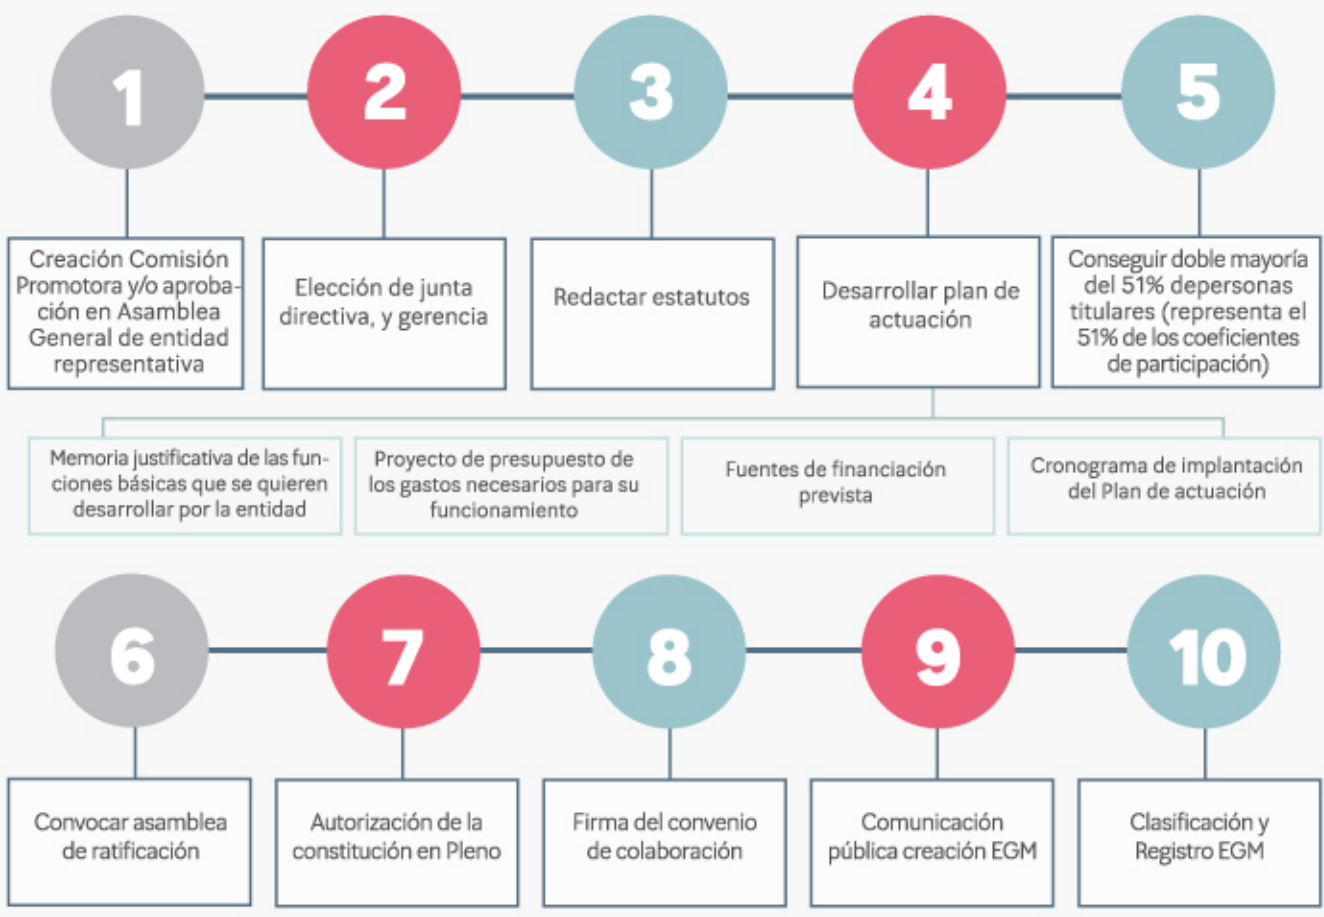 1
2
3
4
5
Creación Comisión
Promotora y/o aproba-
ción en Asamblea
General de entidad
representativa
Elección de junta
directiva, y gerencia
Redactar estatutos
Desarrollar plan de
actuación
Conseguir doble mayoría
del 51% depersonas
titulares (representa el
51% de los coeficientes
de participación)
Memoria justificativa de las fun-
ciones básicas que se quieren
desarrollar por la entidad
Proyecto de presupuesto de
los gastos necesarios para su
funcionamiento
Fuentes de financiación
prevista
Cronograma de implantación
del Plan de actuación
6
7
8
9
10
Convocar asamblea
de ratificación
Autorización de la
constitución en Pleno
Firma del convenio
de colaboración
Comunicación
pública creación EGM
Clasificación y
Registro EGM